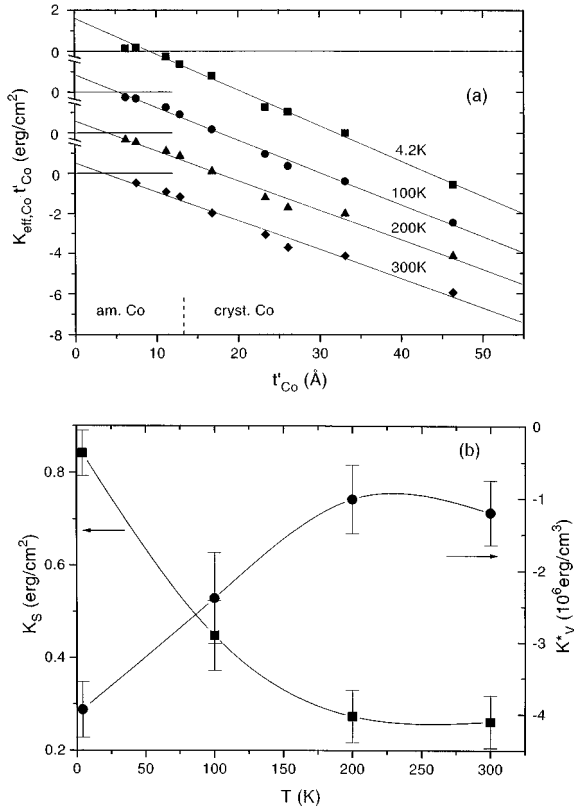 2
0
0
0
0
-2
-4
-6
-8
K_eff,Co t'_Co (erg/cm²)
(a)
4.2K
100K
200K
300K
am. Co
cryst. Co
0
10
20
30
40
50
t'_Co (Å)
(b)
0.8
0.6
0.4
0.2
K_S (erg/cm²)
0
-1
-2
-3
-4
K*_V (10⁶erg/cm³)
0
50
100
150
200
250
300
T (K)